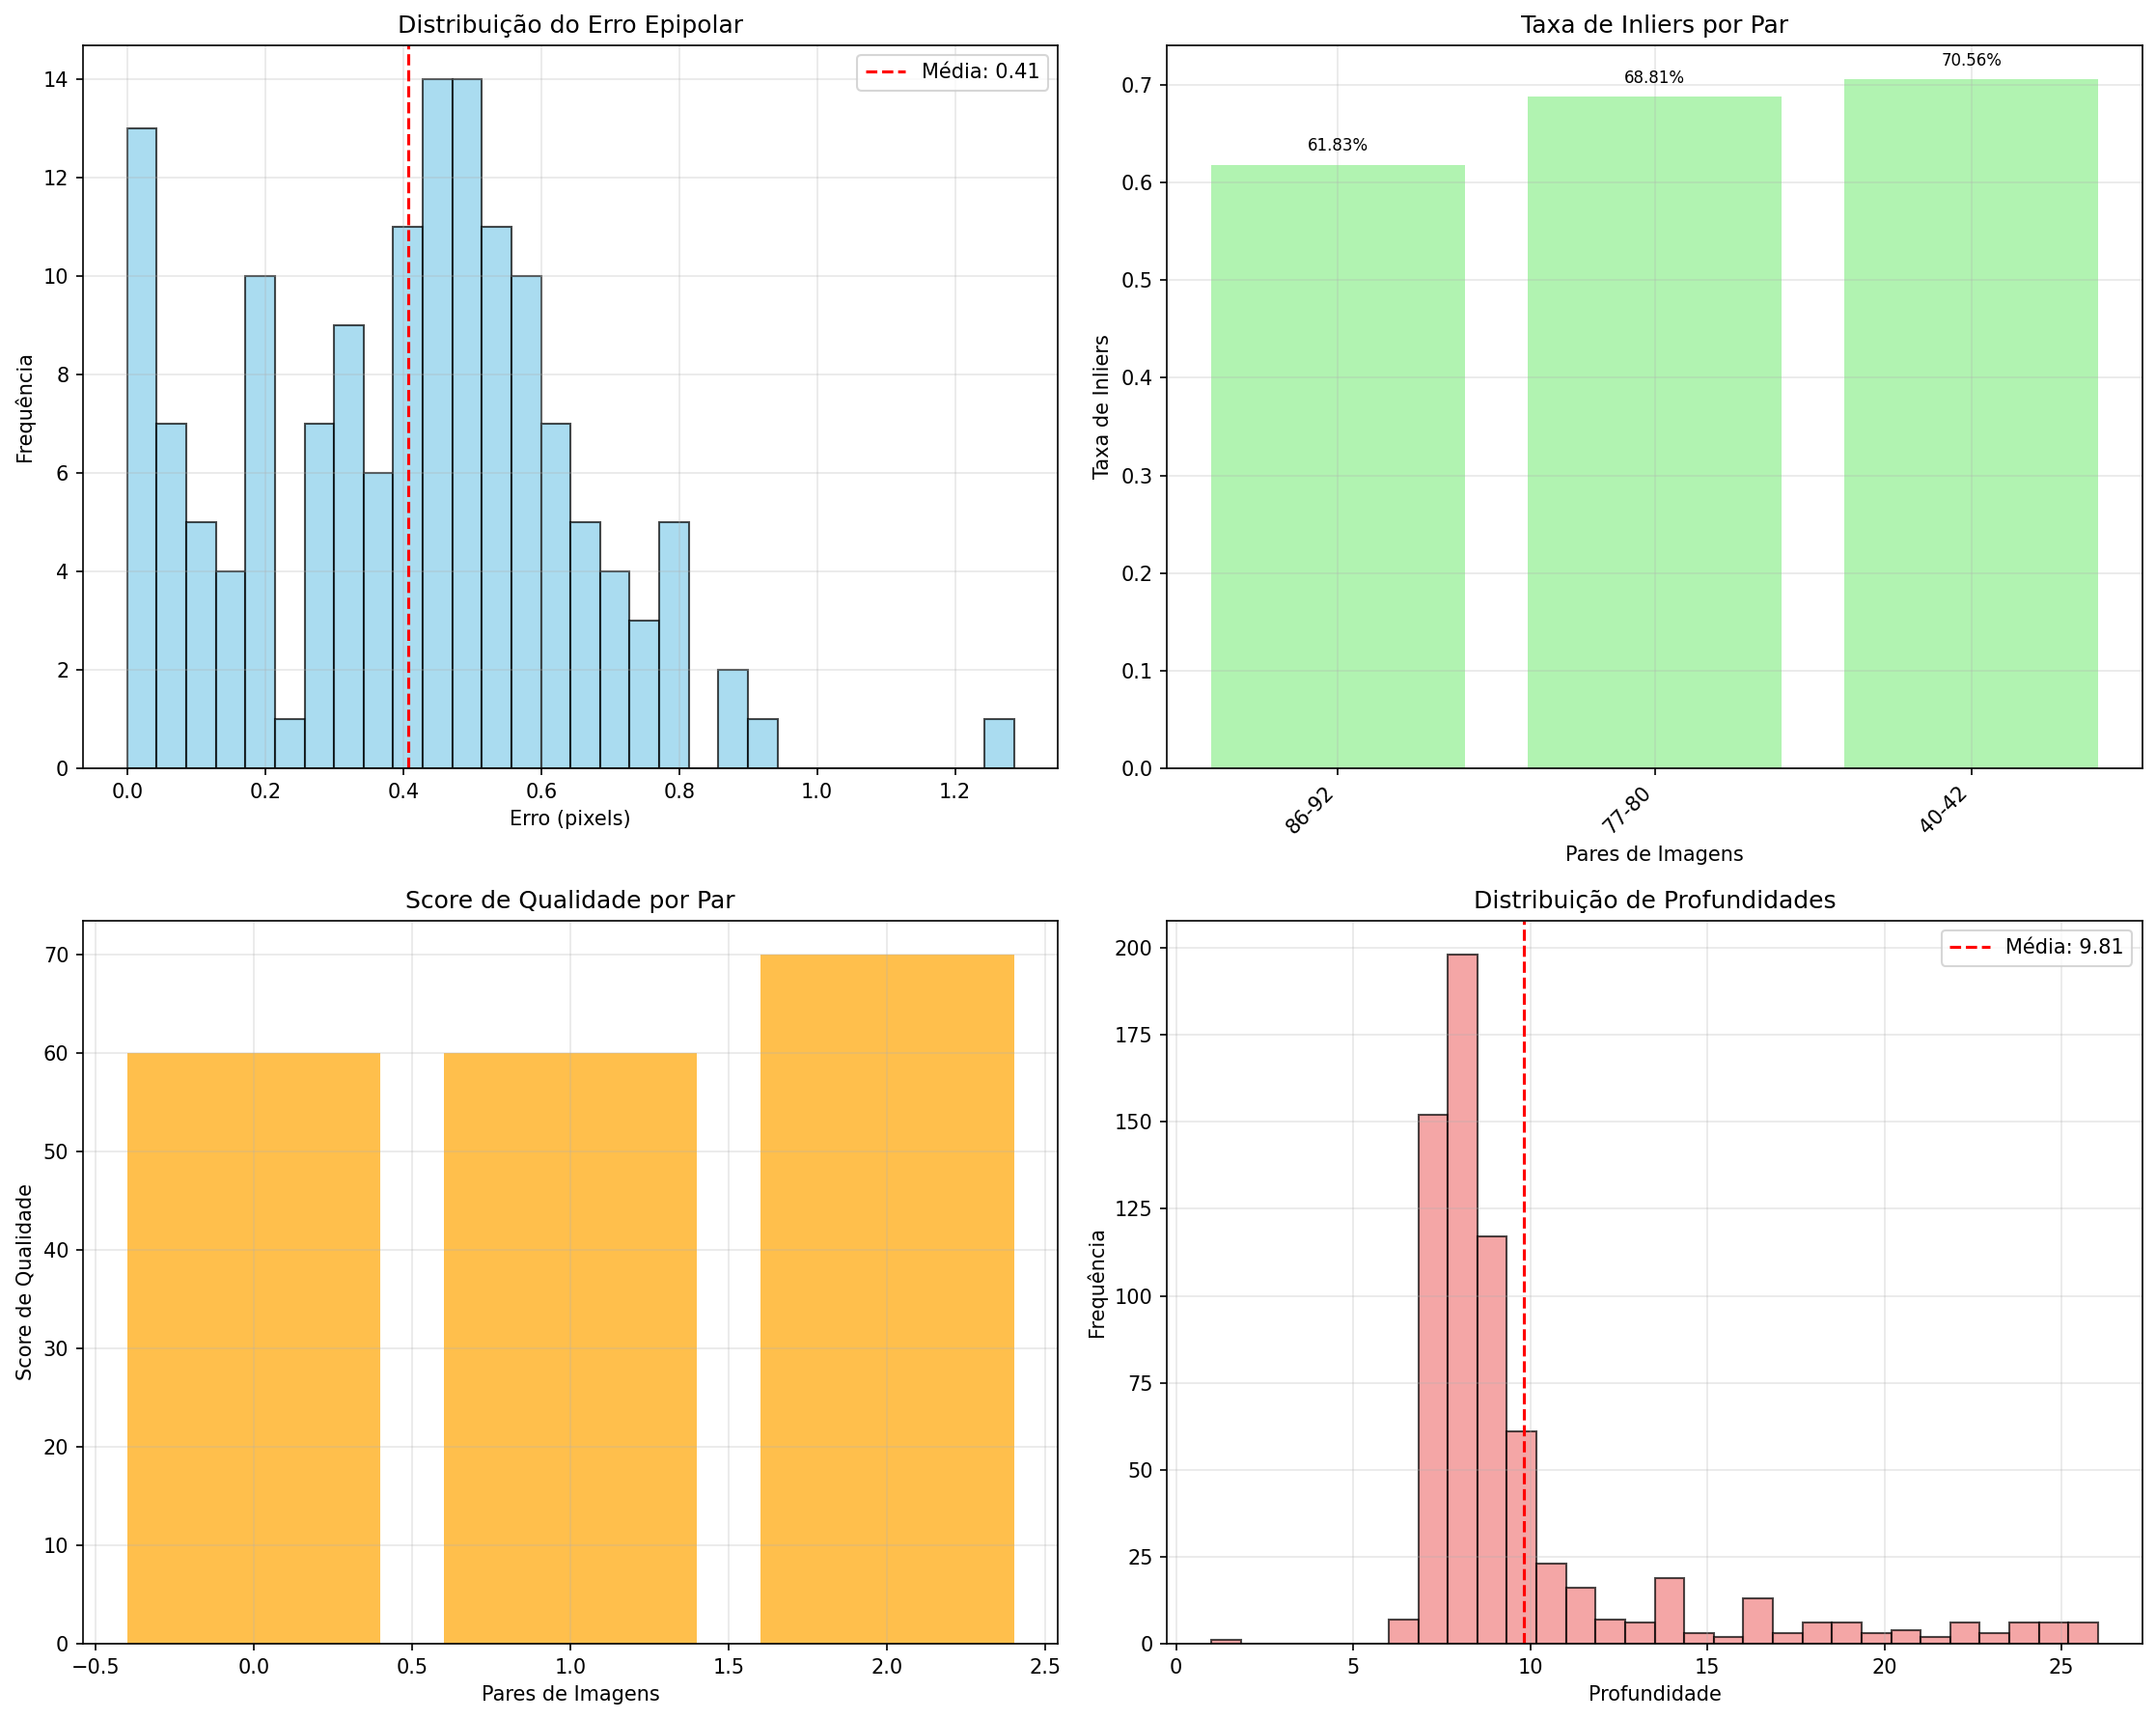 Distribuição do Erro Epipolar
Média: 0.41
14
12
10
8
6
4
2
0
Frequência
0.0 0.2 0.4 0.6 0.8 1.0 1.2
Erro (pixels)
Taxa de Inliers por Par
61.83% 68.81% 70.56%
0.7
0.6
0.5
0.4
0.3
0.2
0.1
0.0
Taxa de Inliers
86-92 77-80 40-42
Pares de Imagens
Score de Qualidade por Par
70
60
50
40
30
20
10
0
Score de Qualidade
−0.5 0.0 0.5 1.0 1.5 2.0 2.5
Pares de Imagens
Distribuição de Profundidades
Média: 9.81
200
175
150
125
100
75
50
25
0
Frequência
0 5 10 15 20 25
Profundidade